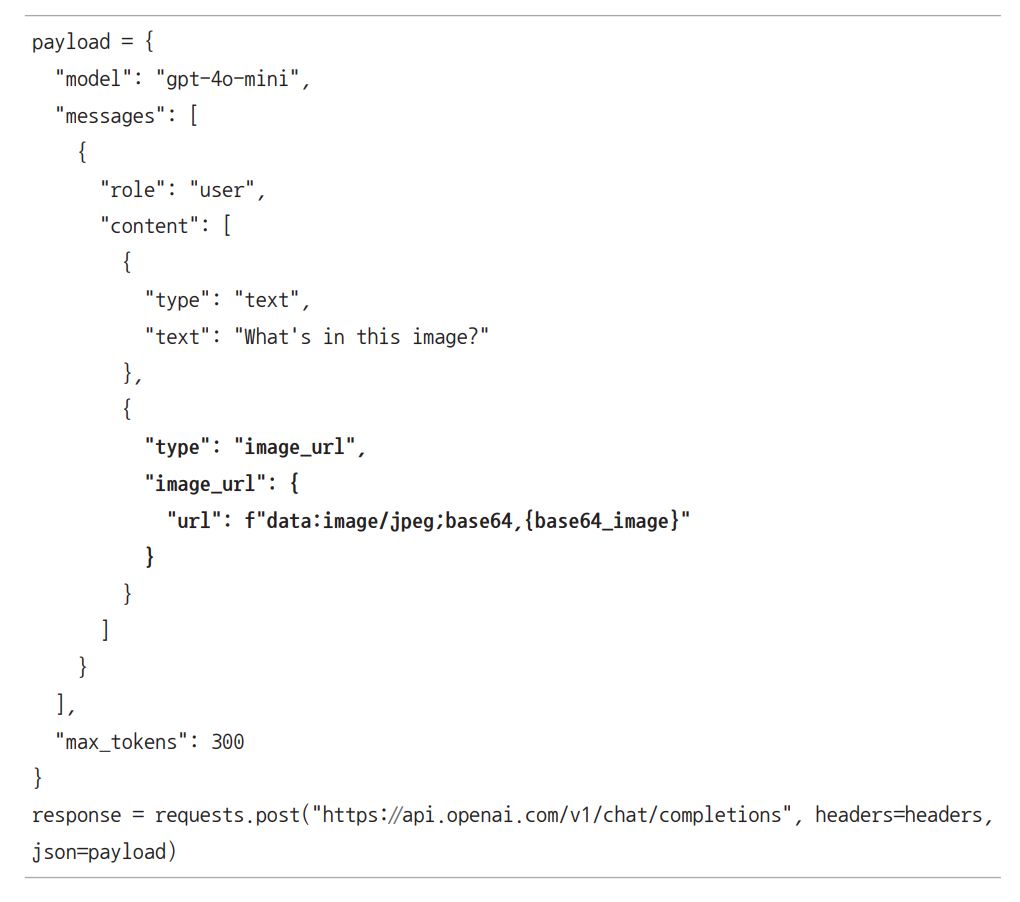 payload = {
  "model": "gpt-4o-mini",
  "messages": [
    {
      "role": "user",
      "content": [
        {
          "type": "text",
          "text": "What's in this image?"
        },
        {
          "type": "image_url",
          "image_url": {
            "url": f"data:image/jpeg;base64,{base64_image}"
          }
        }
      ]
    }
  ],
  "max_tokens": 300
}
response = requests.post("https://api.openai.com/v1/chat/completions", headers=headers,
json=payload)